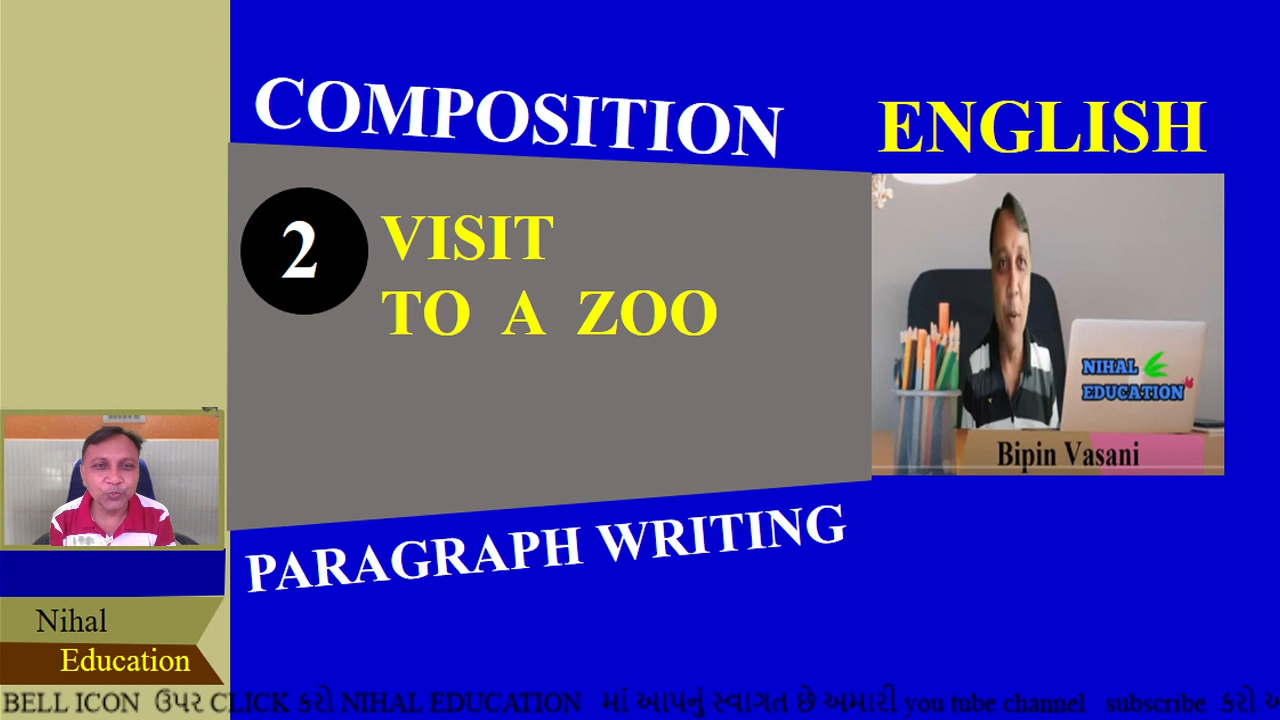 COMPOSITION
ENGLISH
2
VISIT
TO A ZOO
NIHAL
EDUCATION
Bipin Vasani
PARAGRAPH WRITING
Nihal
Education
BELL ICON ઉપર CLICK કરો NIHAL EDUCATION માં આપનું સ્વાગત છે અમારી you tube channel subscribe કરો